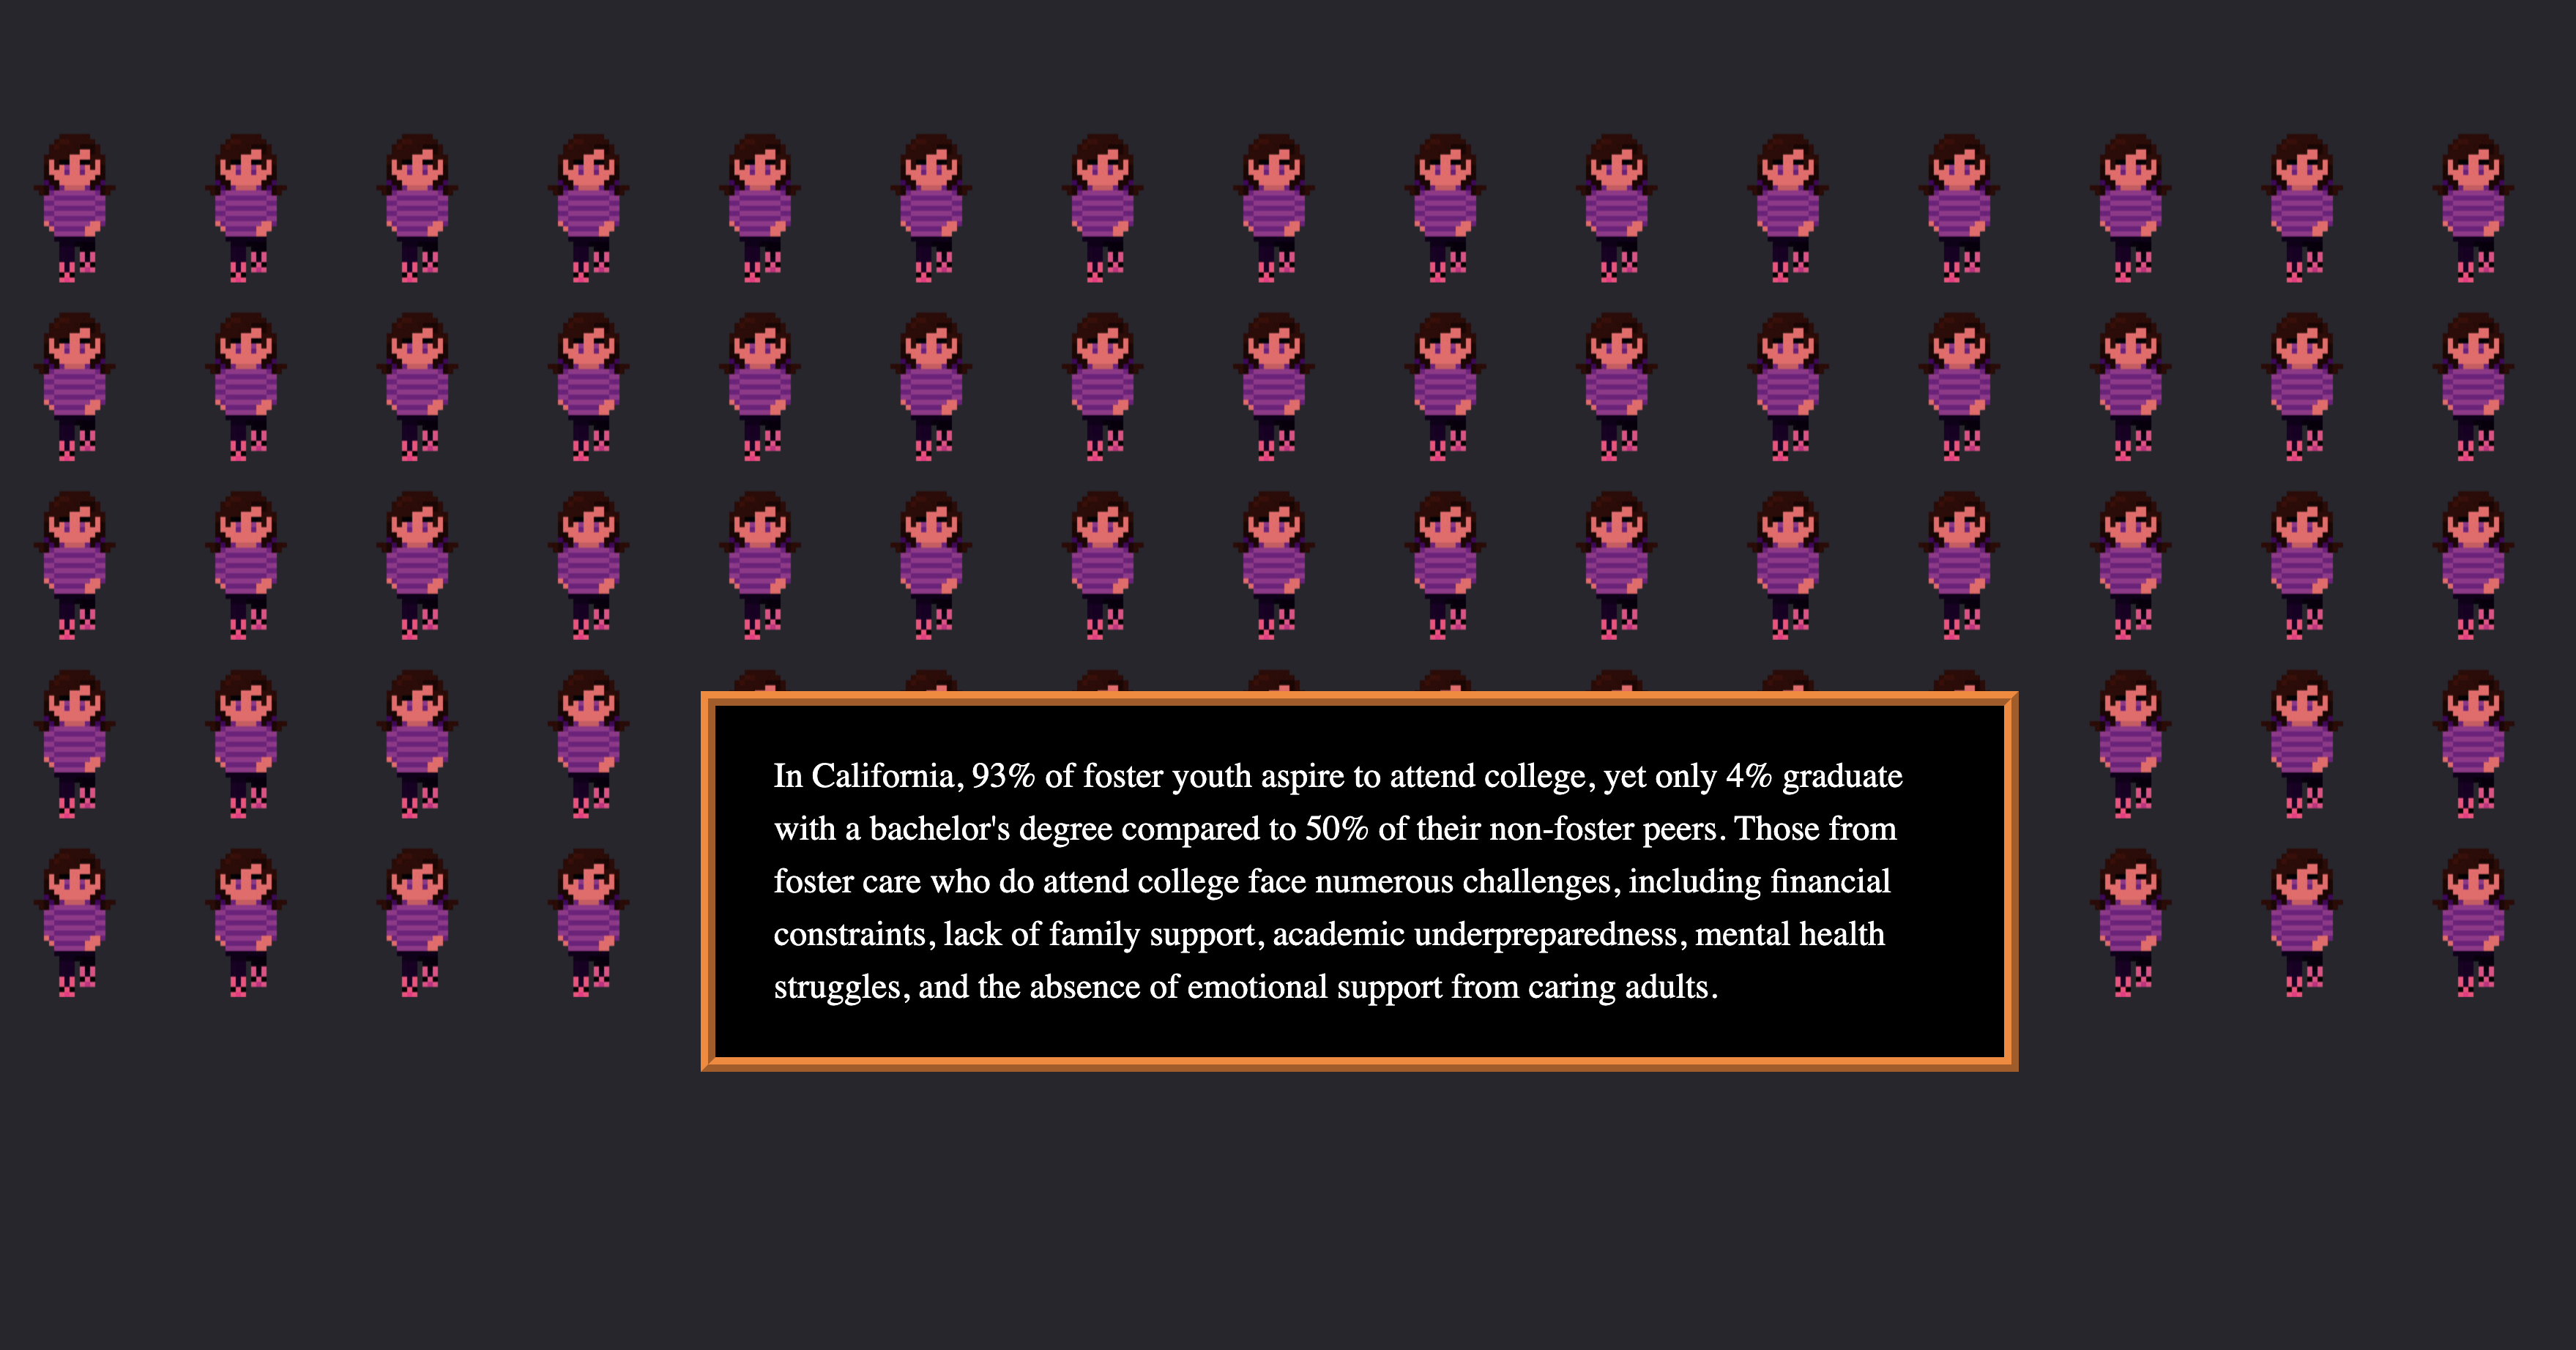 In California, 93% of foster youth aspire to attend college, yet only 4% graduate
with a bachelor's degree compared to 50% of their non-foster peers. Those from
foster care who do attend college face numerous challenges, including financial
constraints, lack of family support, academic underpreparedness, mental health
struggles, and the absence of emotional support from caring adults.